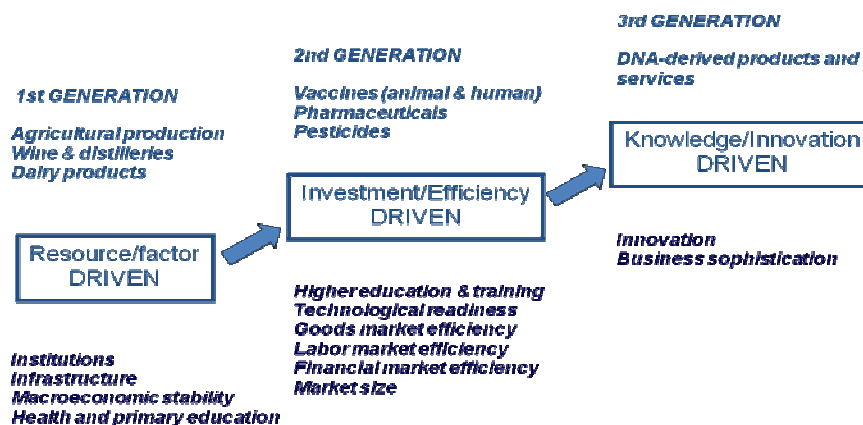 1st GENERATION
Agricultural production
Wine & distilleries
Dairy products
Resource/factor
DRIVEN
Institutions
Infrastructure
Macroeconomic stability
Health and primary education
2nd GENERATION
Vaccines (animal & human)
Pharmaceuticals
Pesticides
Investment/Efficiency
DRIVEN
Higher education & training
Technological readiness
Goods market efficiency
Labor market efficiency
Financial market efficiency
Market size
3rd GENERATION
DNA-derived products and
services
Knowledge/Innovation
DRIVEN
Innovation
Business sophistication